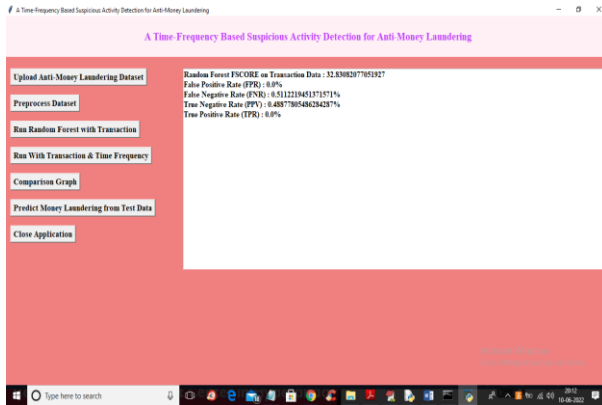 A Time-Frequency Based Suspicious Activity Detection for Anti-Money Laundering
A Time-Frequency Based Suspicious Activity Detection for Anti-Money Laundering
Upload Anti-Money Laundering Dataset
Preprocess Dataset
Run Random Forest with Transaction
Run With Transaction & Time Frequency
Comparison Graph
Predict Money Laundering from Test Data
Close Application
Random Forest FSCORE on Transaction Data : 32.83082077051927
False Positive Rate (FPR) : 0.0%
False Negative Rate (FNR) : 0.5112219451371571%
True Negative Rate (PPV) : 0.48877805486284287%
True Positive Rate (TPR) : 0.0%
Type here to search
20:12
10-06-2022